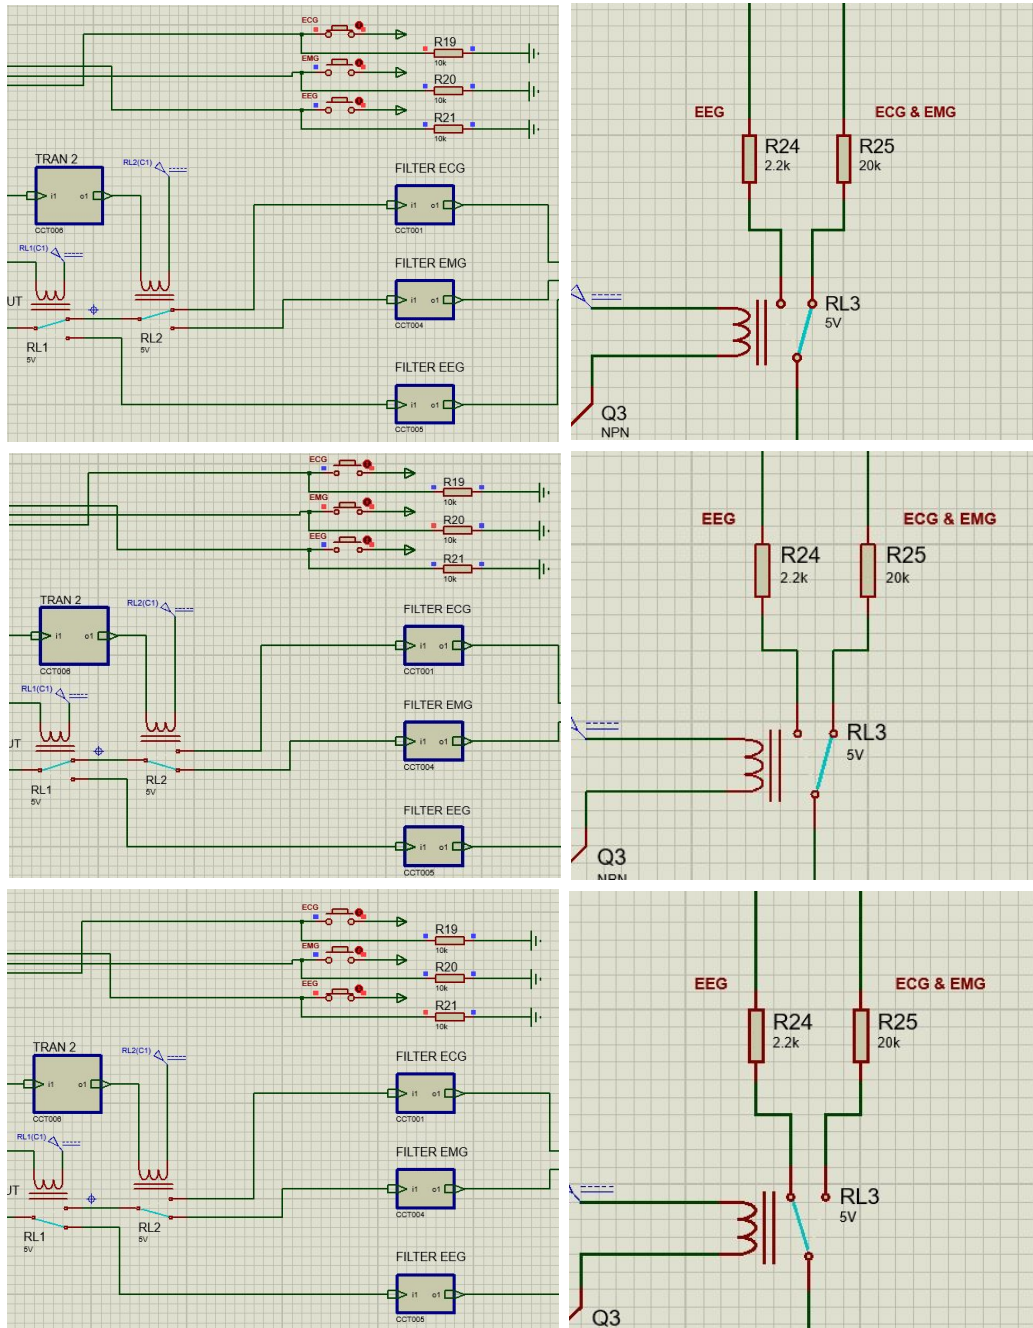 ECG
R19
10k
EMG
R20
10k
EEG
R21
10k
TRAN 2
RL2(C1)
i1
o1
CCT006
FILTER ECG
i1
o1
CCT001
RL1(C1)
FILTER EMG
i1
o1
CCT004
UT
RL1
5V
RL2
5V
FILTER EEG
i1
o1
CCT005
EEG
ECG & EMG
R24
2.2k
R25
20k
RL3
5V
Q3
NPN
ECG
R19
10k
EMG
R20
10k
EEG
R21
10k
TRAN 2
RL2(C1)
i1
o1
CCT006
FILTER ECG
i1
o1
CCT001
RL1(C1)
FILTER EMG
i1
o1
CCT004
UT
RL1
5V
RL2
5V
FILTER EEG
i1
o1
CCT005
EEG
ECG & EMG
R24
2.2k
R25
20k
RL3
5V
Q3
NPN
ECG
R19
10k
EMG
R20
10k
EEG
R21
10k
TRAN 2
RL2(C1)
i1
o1
CCT006
FILTER ECG
i1
o1
CCT001
RL1(C1)
FILTER EMG
i1
o1
CCT004
UT
RL1
5V
RL2
5V
FILTER EEG
i1
o1
CCT005
EEG
ECG & EMG
R24
2.2k
R25
20k
RL3
5V
Q3